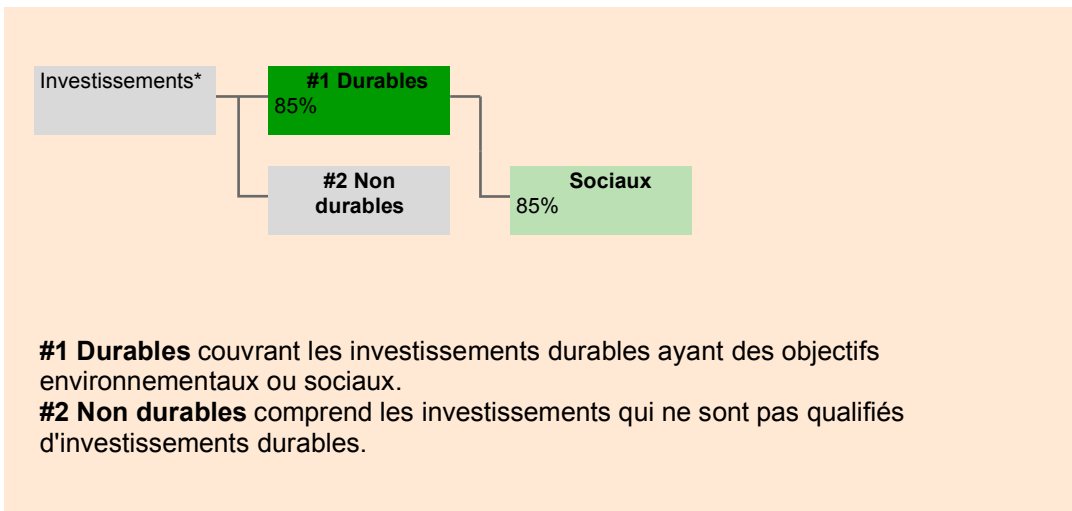 Investissements*
#1 Durables
85%
#2 Non
durables
Sociaux
85%
#1 Durables couvrant les investissements durables ayant des objectifs
environnementaux ou sociaux.
#2 Non durables comprend les investissements qui ne sont pas qualifiés
d'investissements durables.